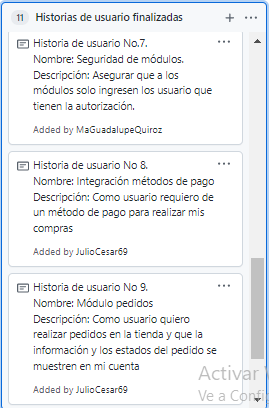 11 Historias de usuario finalizadas
Historia de usuario No.7.
Nombre: Seguridad de módulos.
Descripción: Asegurar que a los
módulos solo ingresen los usuario que
tienen la autorización.
Added by MaGuadalupeQuiroz
Historia de usuario No 8.
Nombre: Integración métodos de pago
Descripción: Como usuario requiero de
un método de pago para realizar mis
compras
Added by JulioCesar69
Historia de usuario No 9.
Nombre: Módulo pedidos
Descripción: Como usuario quiero
realizar pedidos en la tienda y que la
información y los estados del pedido se
muestren en mi cuenta
Added by JulioCesar69
Activar
Ve a Confi